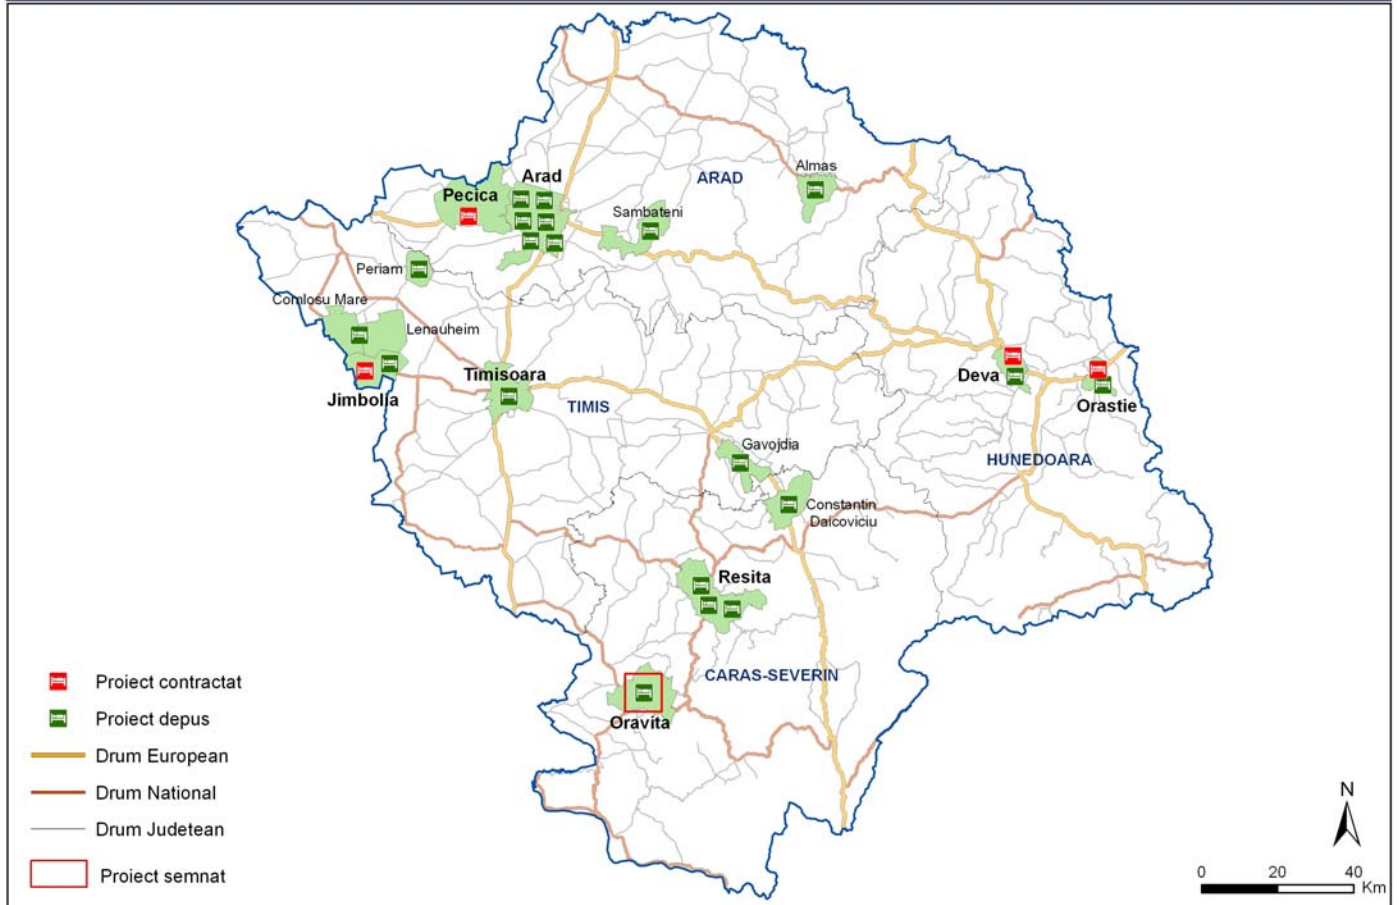 Almas
ARAD
Arad
Pecica
Sambateni
Periam
Comlosu Mare
Lenauheim
Timisoara
Jimbolia
TIMIS
Deva
Orastie
Gavojdia
HUNEDOARA
Constantin
Daicoviciu
Resita
CARAS-SEVERIN
Oravita
Proiect contractat
Proiect depus
Drum European
Drum National
Drum Judetean
Proiect semnat
N
0 20 40
Km